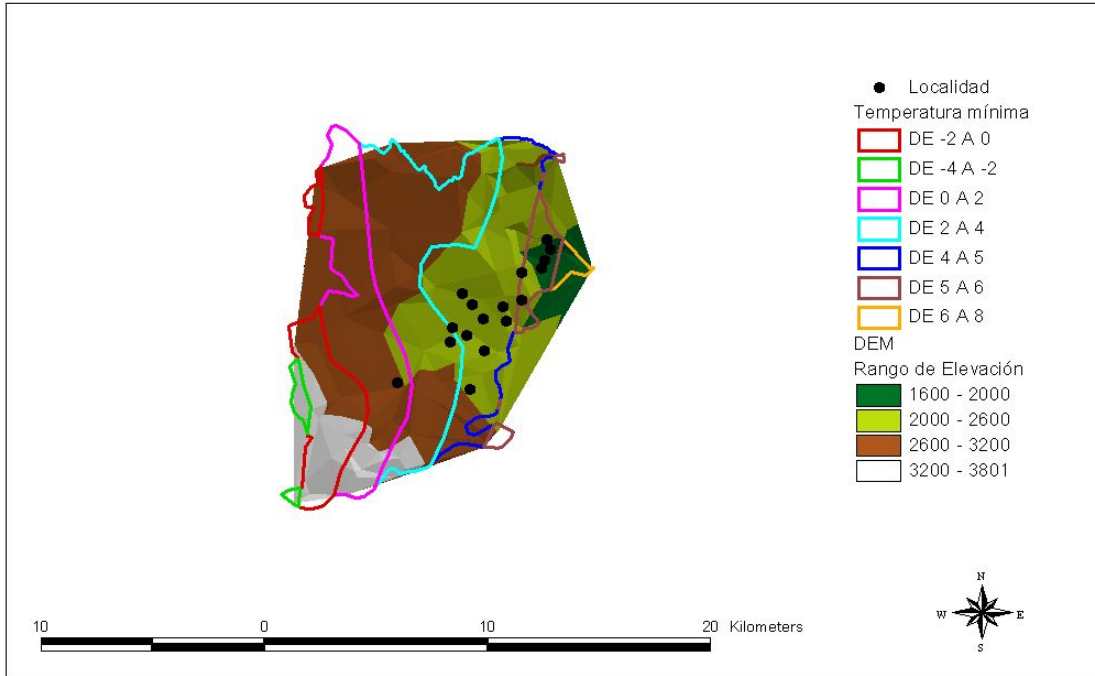 Localidad
Temperatura mínima
DE -2 A 0
DE -4 A -2
DE 0 A 2
DE 2 A 4
DE 4 A 5
DE 5 A 6
DE 6 A 8
DEM
Rango de Elevación
1600 - 2000
2000 - 2600
2600 - 3200
3200 - 3801
N
W E
S
10 0 10 20 Kilometers